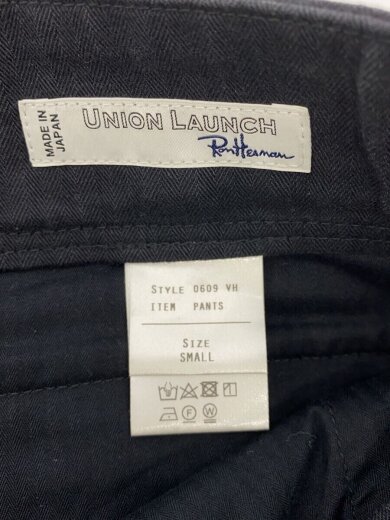 MADE IN
JAPAN
UNION LAUNCH
Ron Herman
STYLE 0609 VH
ITEM PANTS
SIZE
SMALL
F W